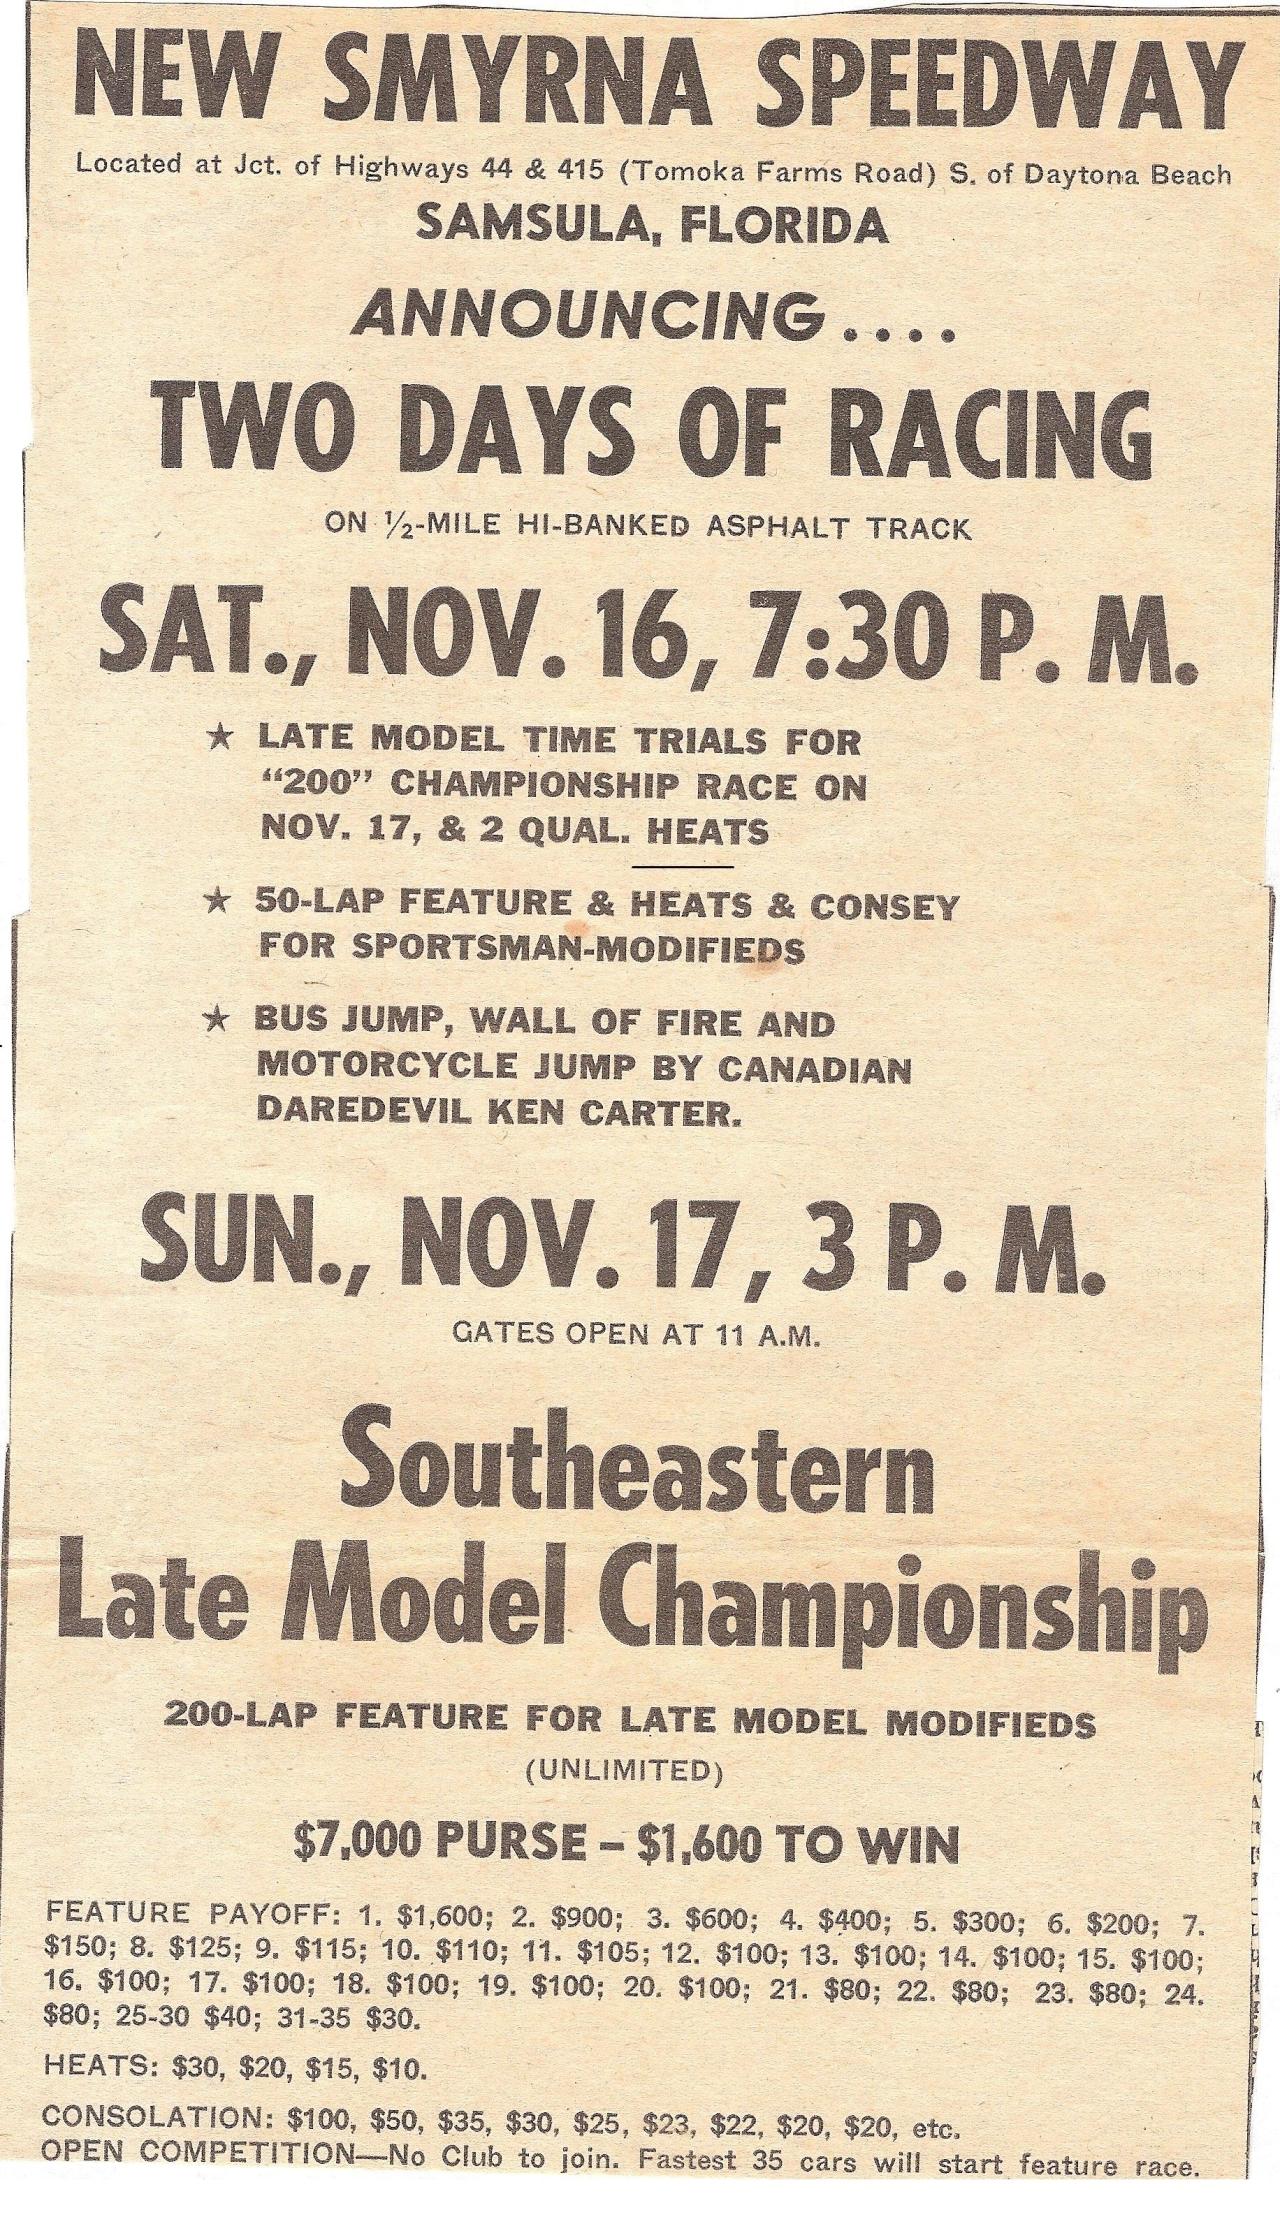 NEW SMYRNA SPEEDWAY
Located at Jct. of Highways 44 & 415 (Tomoka Farms Road) S. of Daytona Beach
SAMSULA, FLORIDA
ANNOUNCING....
TWO DAYS OF RACING
ON ½-MILE HI-BANKED ASPHALT TRACK
SAT., NOV. 16, 7:30 P. M.
★ LATE MODEL TIME TRIALS FOR
“200” CHAMPIONSHIP RACE ON
NOV. 17, & 2 QUAL. HEATS
★ 50-LAP FEATURE & HEATS & CONSEY
FOR SPORTSMAN-MODIFIEDS
★ BUS JUMP, WALL OF FIRE AND
MOTORCYCLE JUMP BY CANADIAN
DAREDEVIL KEN CARTER.
SUN., NOV. 17, 3 P. M.
GATES OPEN AT 11 A.M.
Southeastern
Late Model Championship
200-LAP FEATURE FOR LATE MODEL MODIFIEDS
(UNLIMITED)
$7,000 PURSE – $1,600 TO WIN
FEATURE PAYOFF: 1. $1,600; 2. $900; 3. $600; 4. $400; 5. $300; 6. $200; 7.
$150; 8. $125; 9. $115; 10. $110; 11. $105; 12. $100; 13. $100; 14. $100; 15. $100;
16. $100; 17. $100; 18. $100; 19. $100; 20. $100; 21. $80; 22. $80; 23. $80; 24.
$80; 25-30 $40; 31-35 $30.
HEATS: $30, $20, $15, $10.
CONSOLATION: $100, $50, $35, $30, $25, $23, $22, $20, $20, etc.
OPEN COMPETITION—No Club to join. Fastest 35 cars will start feature race.